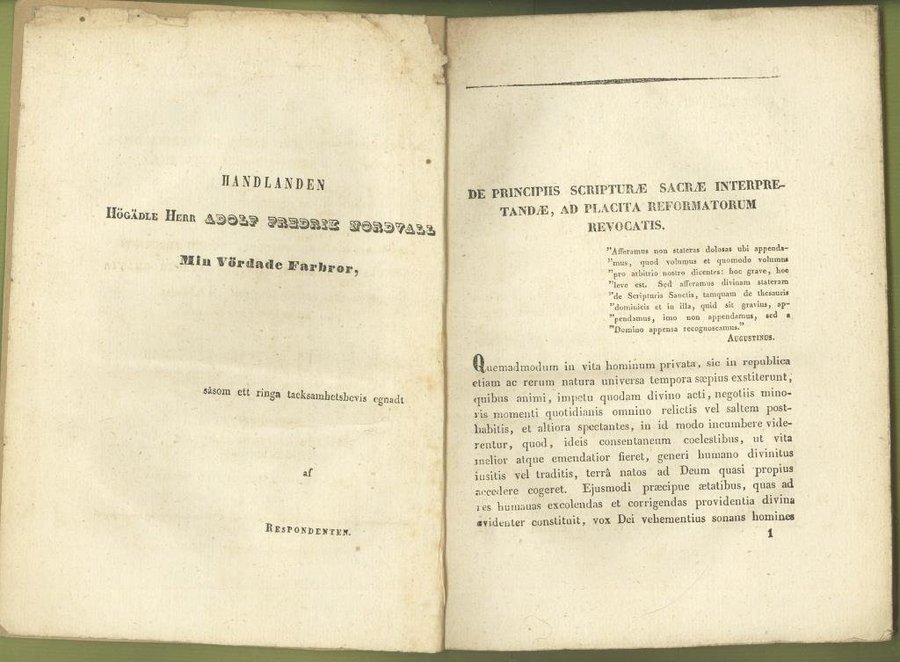 HANDLANDEN
HÖGÄDLE HERR ADOLF FREDRIK NORDVALL
Min Vördade Farbror,
såsom ett ringa tacksamhetsbevis egnadt
af
RESPONDENTEN.
DE PRINCIPIIS SCRIPTURÆ SACRÆ INTERPRE-
TANDÆ, AD PLACITA REFORMATORUM
REVOCATIS.
"Afferamus non stateras dolosas ubi appenda-
"mus, quod volumus et quomodo volumus
"pro arbitrio nostro dicentes: hoc grave, hoc
"leve est. Sed afferamus divinam stateram
"de Scripturis Sanctis, tamquam de thesauris
"dominicis et in illa, quid sit gravius, ap-
"pendamus, imo non appendamus, sed a
"Domino appensa recognoscamus."
AUGUSTINUS.
Quemadmodum in vita hominum privata, sic in republica
etiam ac rerum natura universa tempora sæpius exstiterunt,
quibus animi, impetu quodam divino acti, negotiis mino-
ris momenti quotidianis omnino relictis vel saltem post-
habitis, et altiora spectantes, in id modo incumbere vide-
rentur, quod, ideis consentaneum coelestibus, ut vita
melior atque emendatior fieret, generi humano divinitus
insitis vel traditis, terrâ natos ad Deum quasi propius
accedere cogeret. Ejusmodi præcipue ætatibus, quas ad
res humanas excolendas et corrigendas providentia divina
evidenter constituit, vox Dei vehementius sonans homines
1